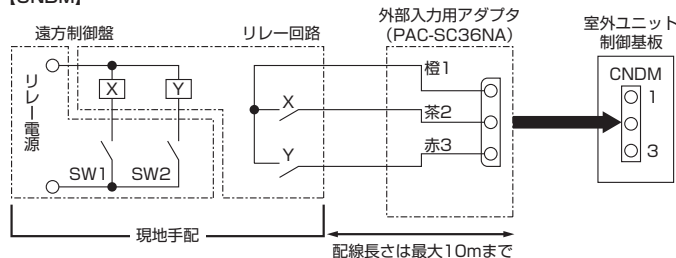 【CNDM】
遠方制御盤
リレー回路
外部入力用アダプタ
(PAC-SC36NA)
室外ユニット
制御基板
リレー電源
X
Y
SW1
SW2
X
Y
橙1
茶2
赤3
CNDM
1
3
現地手配
配線長さは最大10mまで